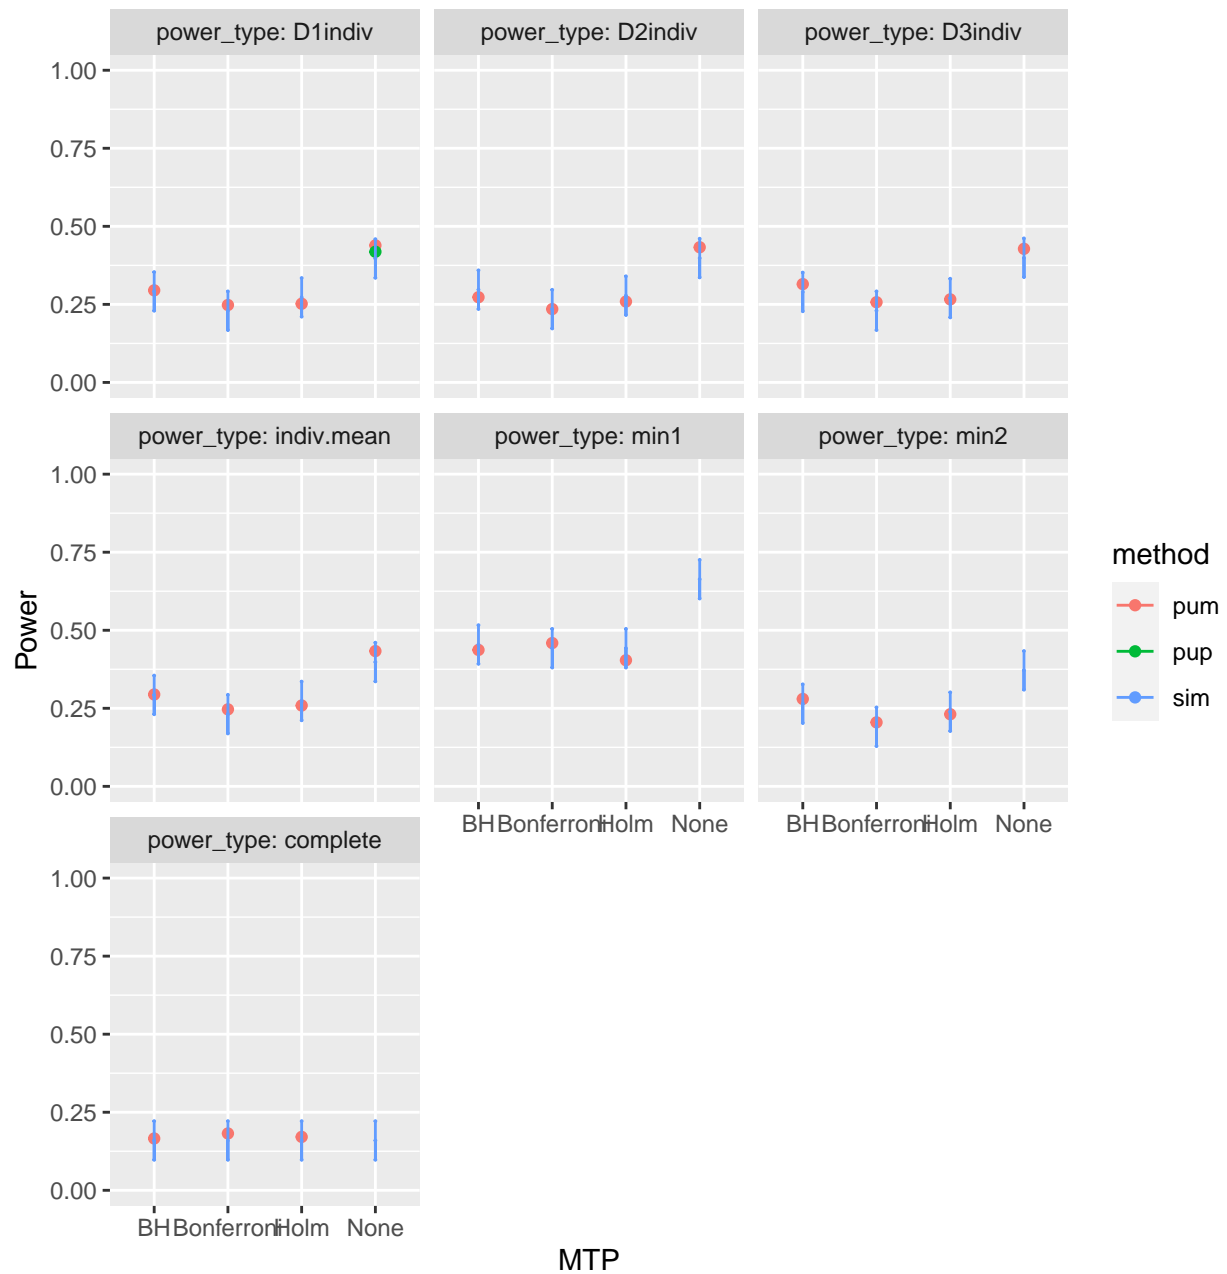 power_type: D1indiv
power_type: D2indiv
power_type: D3indiv
1.00
0.75
0.50
0.25
0.00
power_type: indiv.mean
power_type: min1
power_type: min2
1.00
0.75
0.50
0.25
0.00
BH Bonferroni Holm None
BH Bonferroni Holm None
power_type: complete
1.00
0.75
0.50
0.25
0.00
BH Bonferroni Holm None
MTP
Power
method
pum
pup
sim